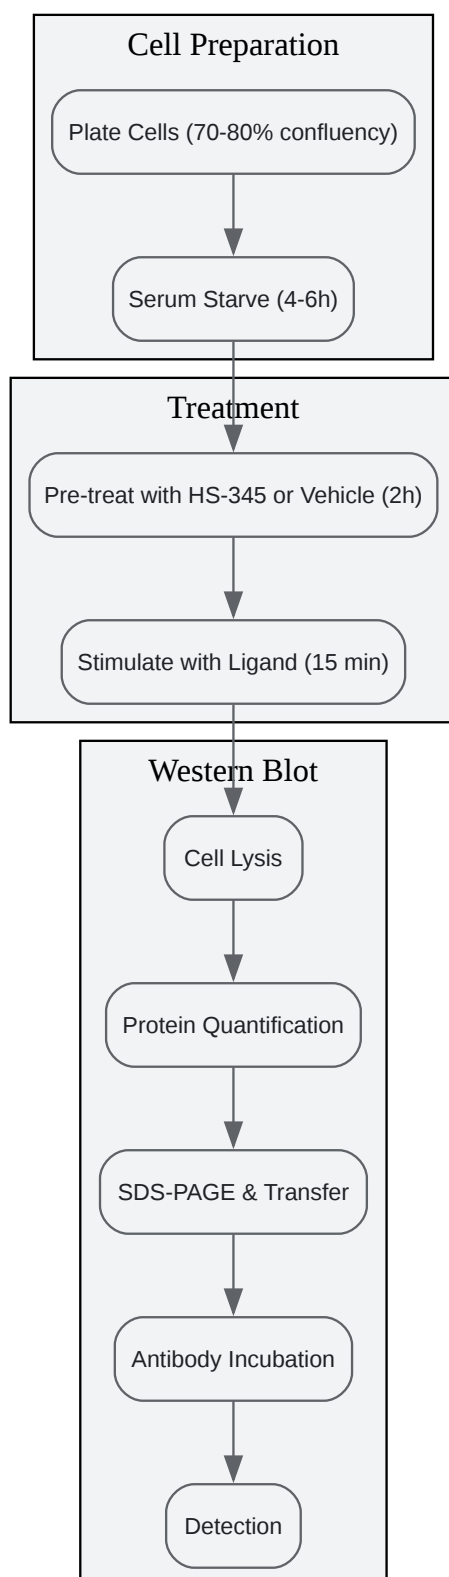 Cell Preparation
Plate Cells (70-80% confluency)
Serum Starve (4-6h)
Treatment
Pre-treat with HS-345 or Vehicle (2h)
Stimulate with Ligand (15 min)
Western Blot
Cell Lysis
Protein Quantification
SDS-PAGE & Transfer
Antibody Incubation
Detection